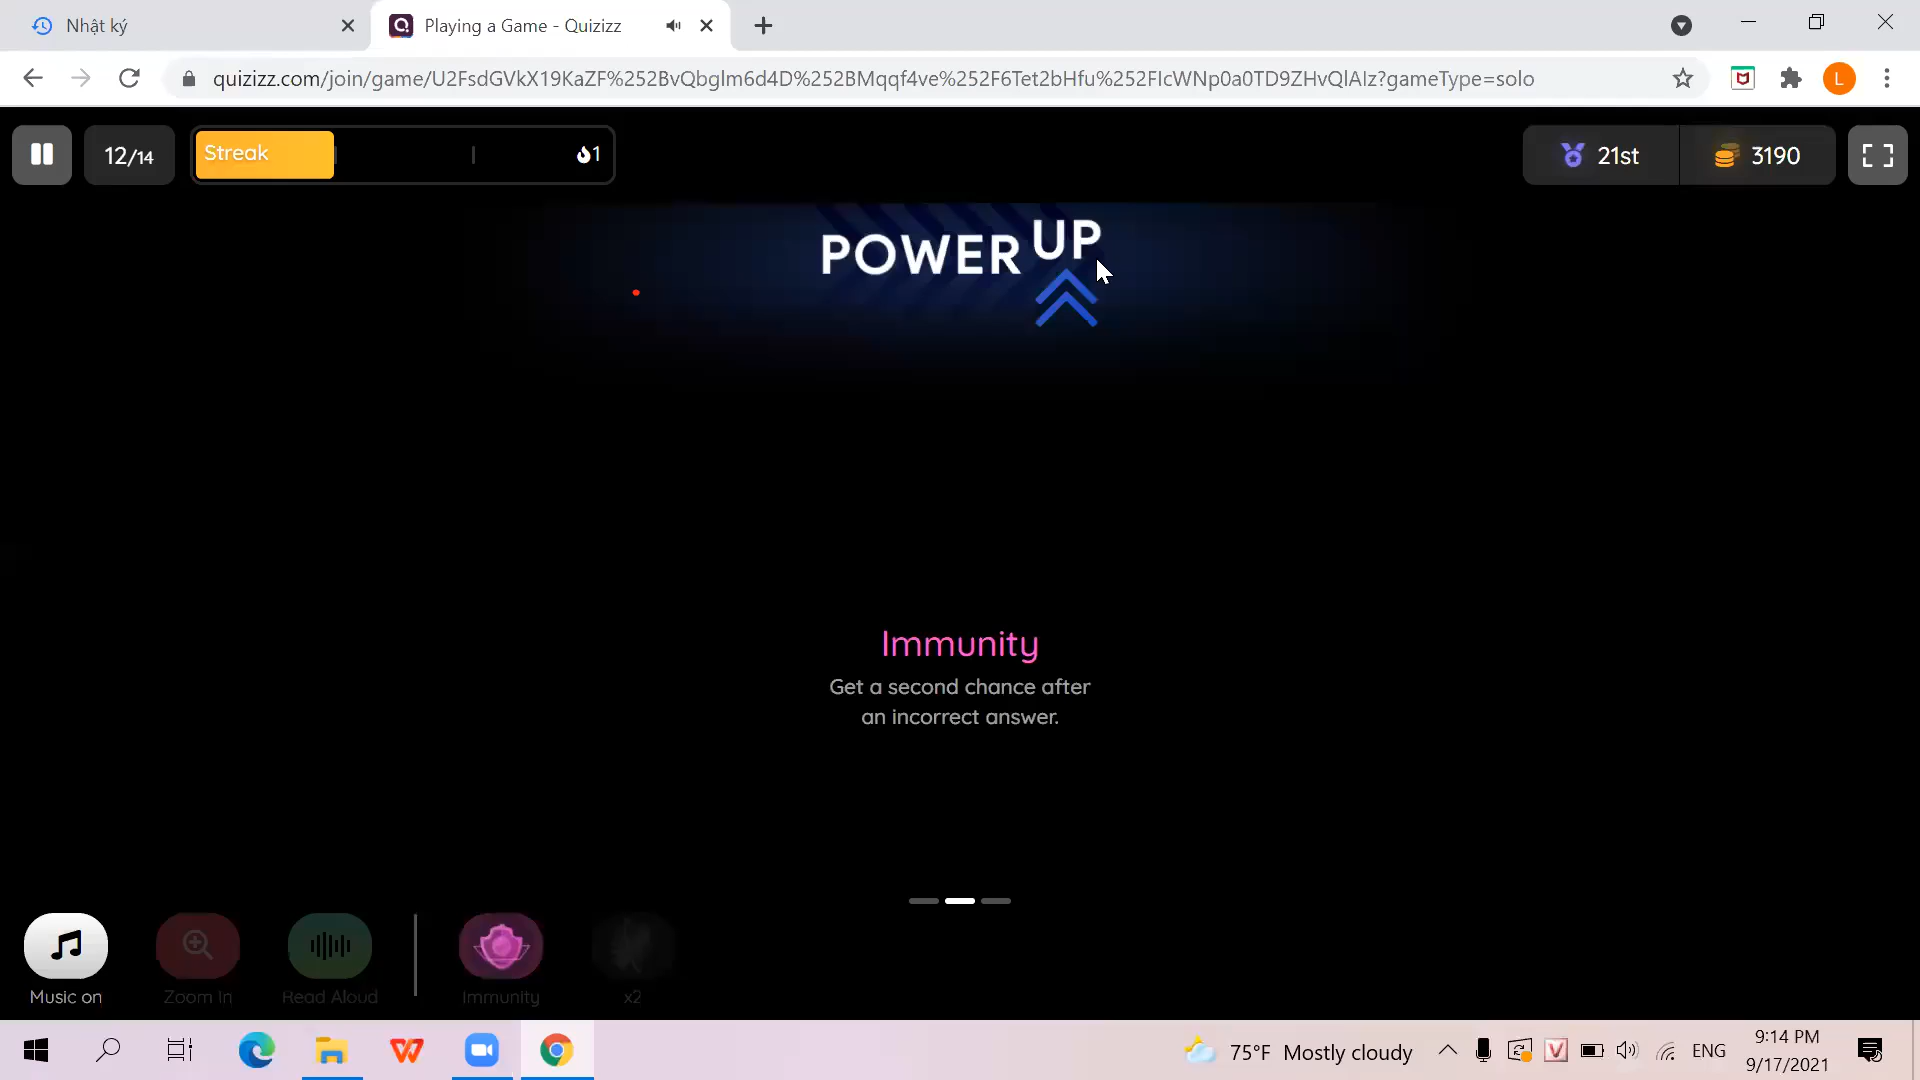 Nhật ký
Playing a Game - Quizizz
quizizz.com/join/game/U2FsdGVkX19KaZF%252BvQbglm6d4D%252BMqqf4ve%252F6Tet2bHfu%252FIcWNp0a0TD9ZHvQlAIz?gameType=solo
L
12/14
Streak
1
21st
3190
POWER UP
Immunity
Get a second chance after
an incorrect answer.
Music on
Zoom In
Read Aloud
Immunity
x2
75°F Mostly cloudy
ENG
9:14 PM
9/17/2021